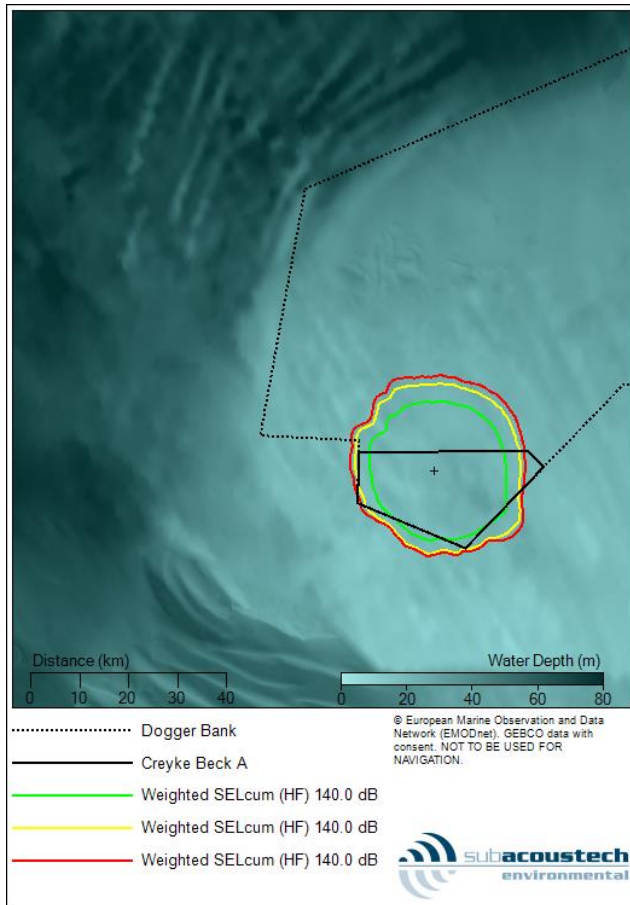 Distance (km)
0 10 20 30 40
Water Depth (m)
0 20 40 60 80
Dogger Bank
© European Marine Observation and Data
Network (EMODnet). GEBCO data with
consent. NOT TO BE USED FOR
NAVIGATION.
Creyke Beck A
Weighted SELcum (HF) 140.0 dB
Weighted SELcum (HF) 140.0 dB
Weighted SELcum (HF) 140.0 dB
subacoustech
environmental